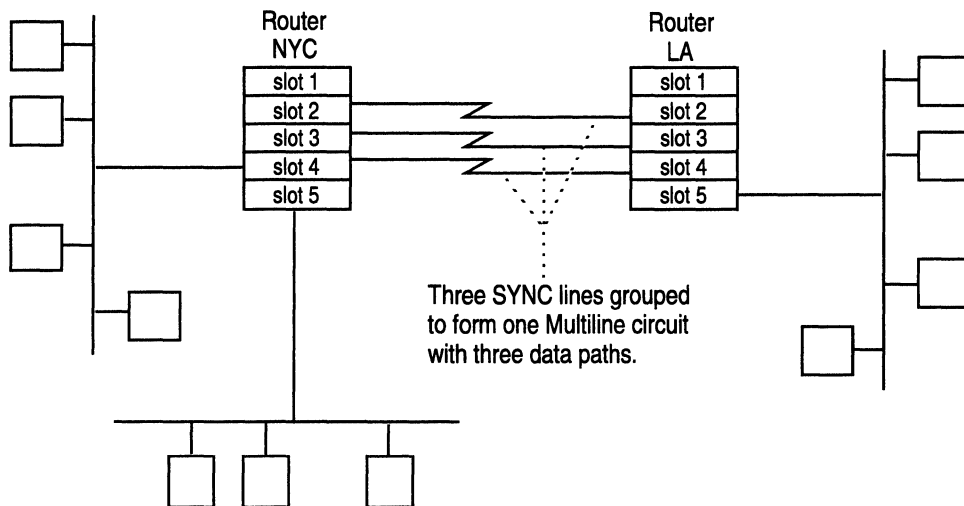 Router
NYC
slot 1
slot 2
slot 3
slot 4
slot 5
Router
LA
slot 1
slot 2
slot 3
slot 4
slot 5
Three SYNC lines grouped
to form one Multiline circuit
with three data paths.